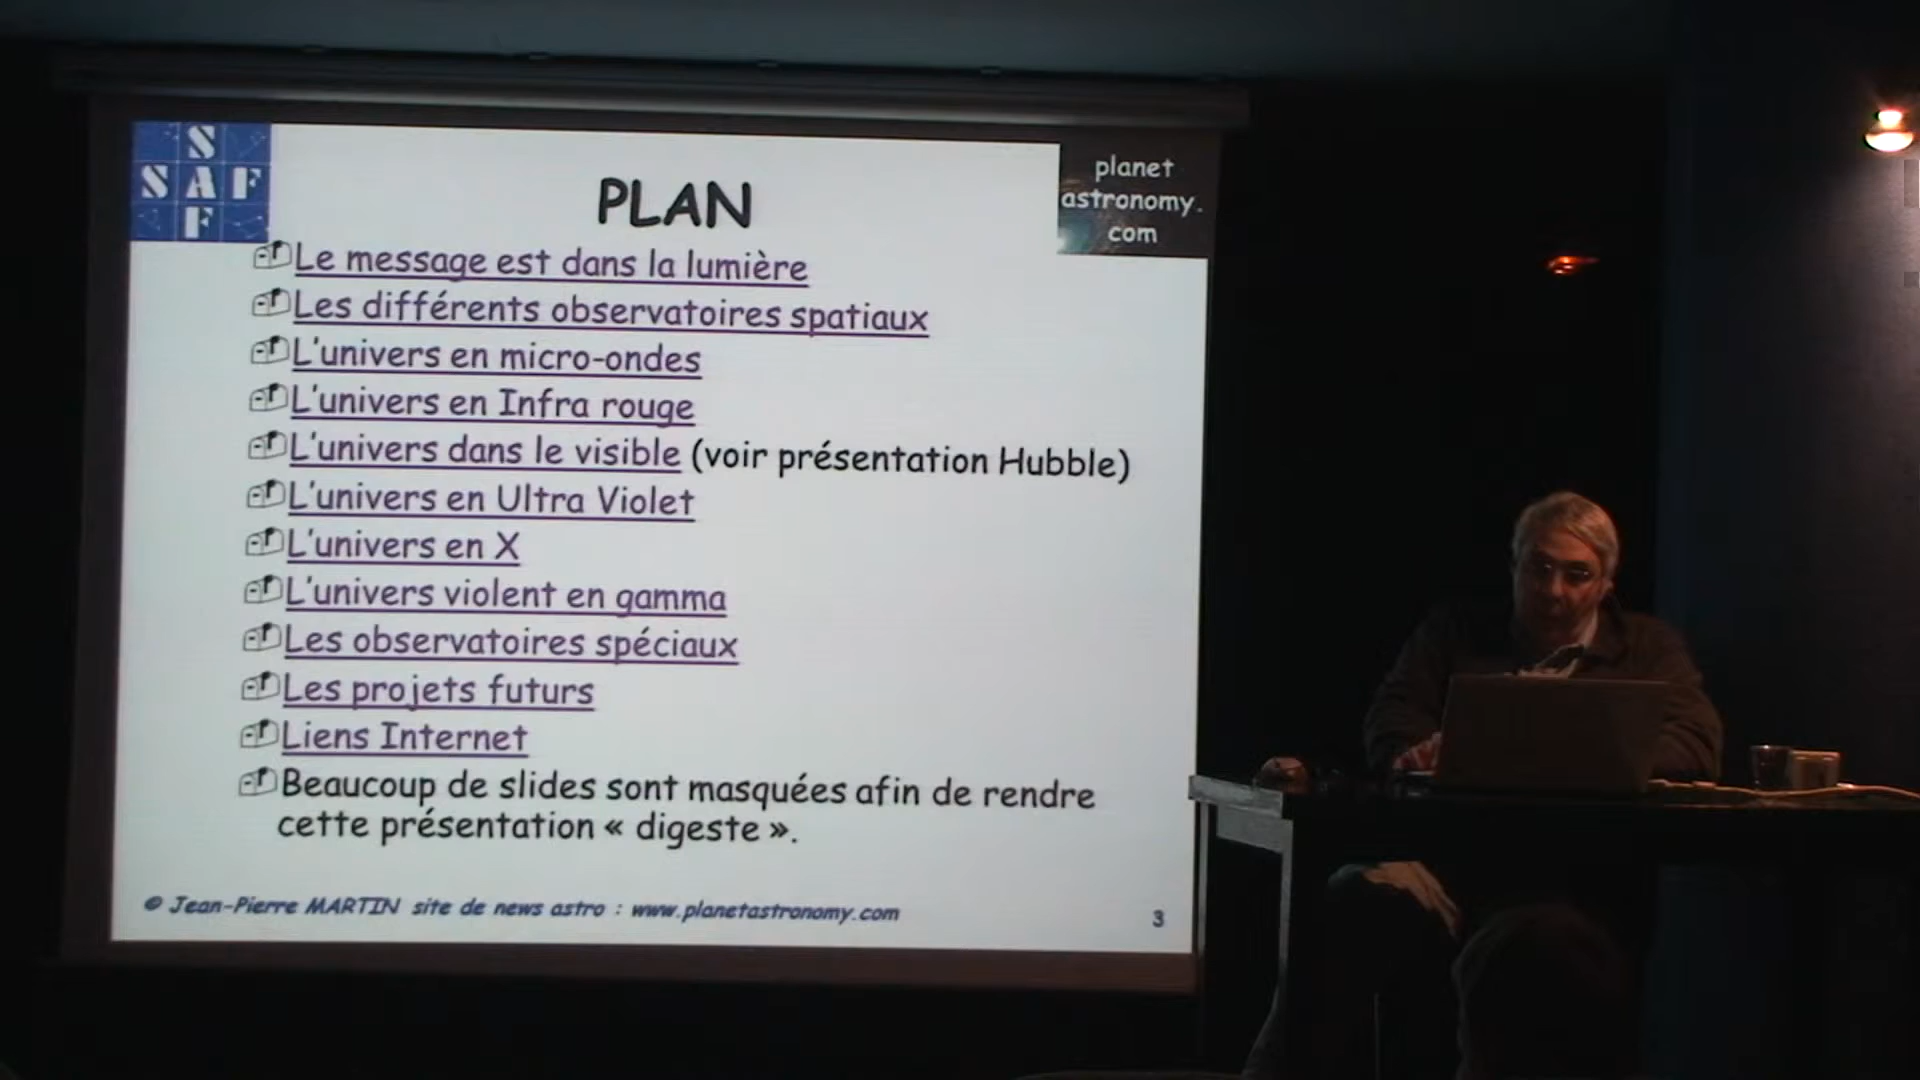 S
SAF
F
planet
astronomy.
com
PLAN
Le message est dans la lumière
Les différents observatoires spatiaux
L'univers en micro-ondes
L'univers en Infra rouge
L'univers dans le visible (voir présentation Hubble)
L'univers en Ultra Violet
L'univers en X
L'univers violent en gamma
Les observatoires spéciaux
Les projets futurs
Liens Internet
Beaucoup de slides sont masquées afin de rendre
cette présentation « digeste ».
© Jean-Pierre MARTIN site de news astro : www.planetastronomy.com
3